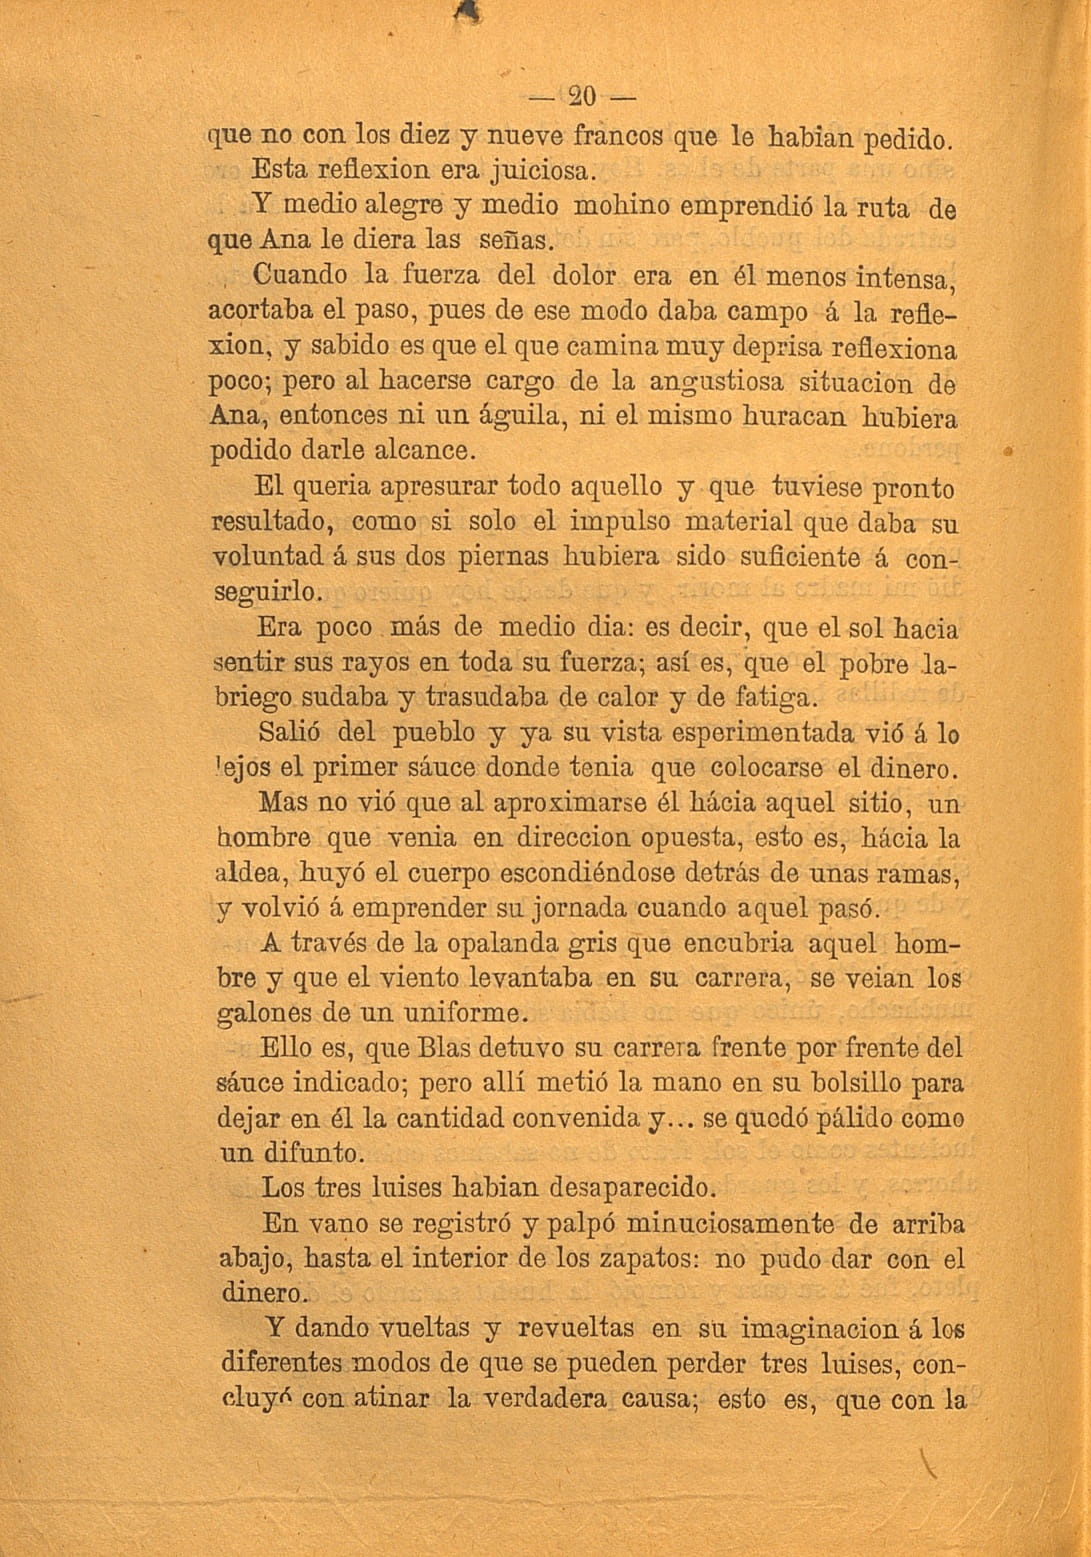 — 20 —
que no con los diez y nueve francos que le habian pedido.
Esta reflexion era juiciosa.
Y medio alegre y medio mohino emprendió la ruta de
que Ana le diera las señas.
Cuando la fuerza del dolor era en él menos intensa,
acortaba el paso, pues de ese modo daba campo á la refle-
xion, y sabido es que el que camina muy deprisa reflexiona
poco; pero al hacerse cargo de la angustiosa situacion de
Ana, entonces ni un águila, ni el mismo huracan hubiera
podido darle alcance.
El queria apresurar todo aquello y que tuviese pronto
resultado, como si solo el impulso material que daba su
voluntad á sus dos piernas hubiera sido suficiente á con-
seguirlo.
Era poco más de medio dia: es decir, que el sol hacia
sentir sus rayos en toda su fuerza; así es, que el pobre la-
briego sudaba y trasudaba de calor y de fatiga.
Salió del pueblo y ya su vista esperimentada vió á lo
lejos el primer sáuce donde tenia que colocarse el dinero.
Mas no vió que al aproximarse él hácia aquel sitio, un
hombre que venia en direccion opuesta, esto es, hácia la
aldea, huyó el cuerpo escondiéndose detrás de unas ramas,
y volvió á emprender su jornada cuando aquel pasó.
A través de la opalanda gris que encubria aquel hom-
bre y que el viento levantaba en su carrera, se veian los
galones de un uniforme.
Ello es, que Blas detuvo su carrera frente por frente del
sáuce indicado; pero allí metió la mano en su bolsillo para
dejar en él la cantidad convenida y... se quedó pálido como
un difunto.
Los tres luises habian desaparecido.
En vano se registró y palpó minuciosamente de arriba
abajo, hasta el interior de los zapatos: no pudo dar con el
dinero.
Y dando vueltas y revueltas en su imaginacion á los
diferentes modos de que se pueden perder tres luises, con-
cluyó con atinar la verdadera causa; esto es, que con la